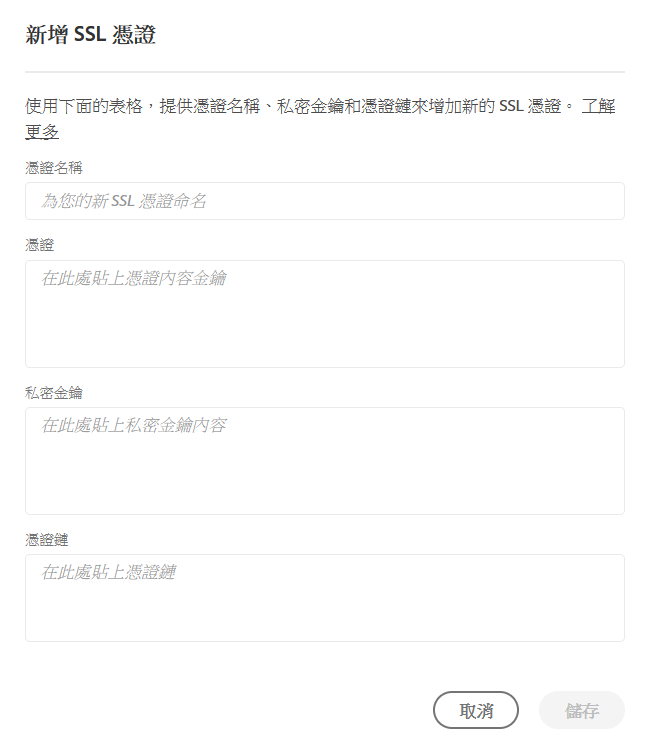 新增 SSL 憑證
使用下面的表格，提供憑證名稱、私密金鑰和憑證鏈來增加新的 SSL 憑證。 了解
更多
憑證名稱
為您的新 SSL 憑證命名
憑證
在此處貼上憑證內容金鑰
私密金鑰
在此處貼上私密金鑰內容
憑證鏈
在此處貼上憑證鏈
取消 儲存